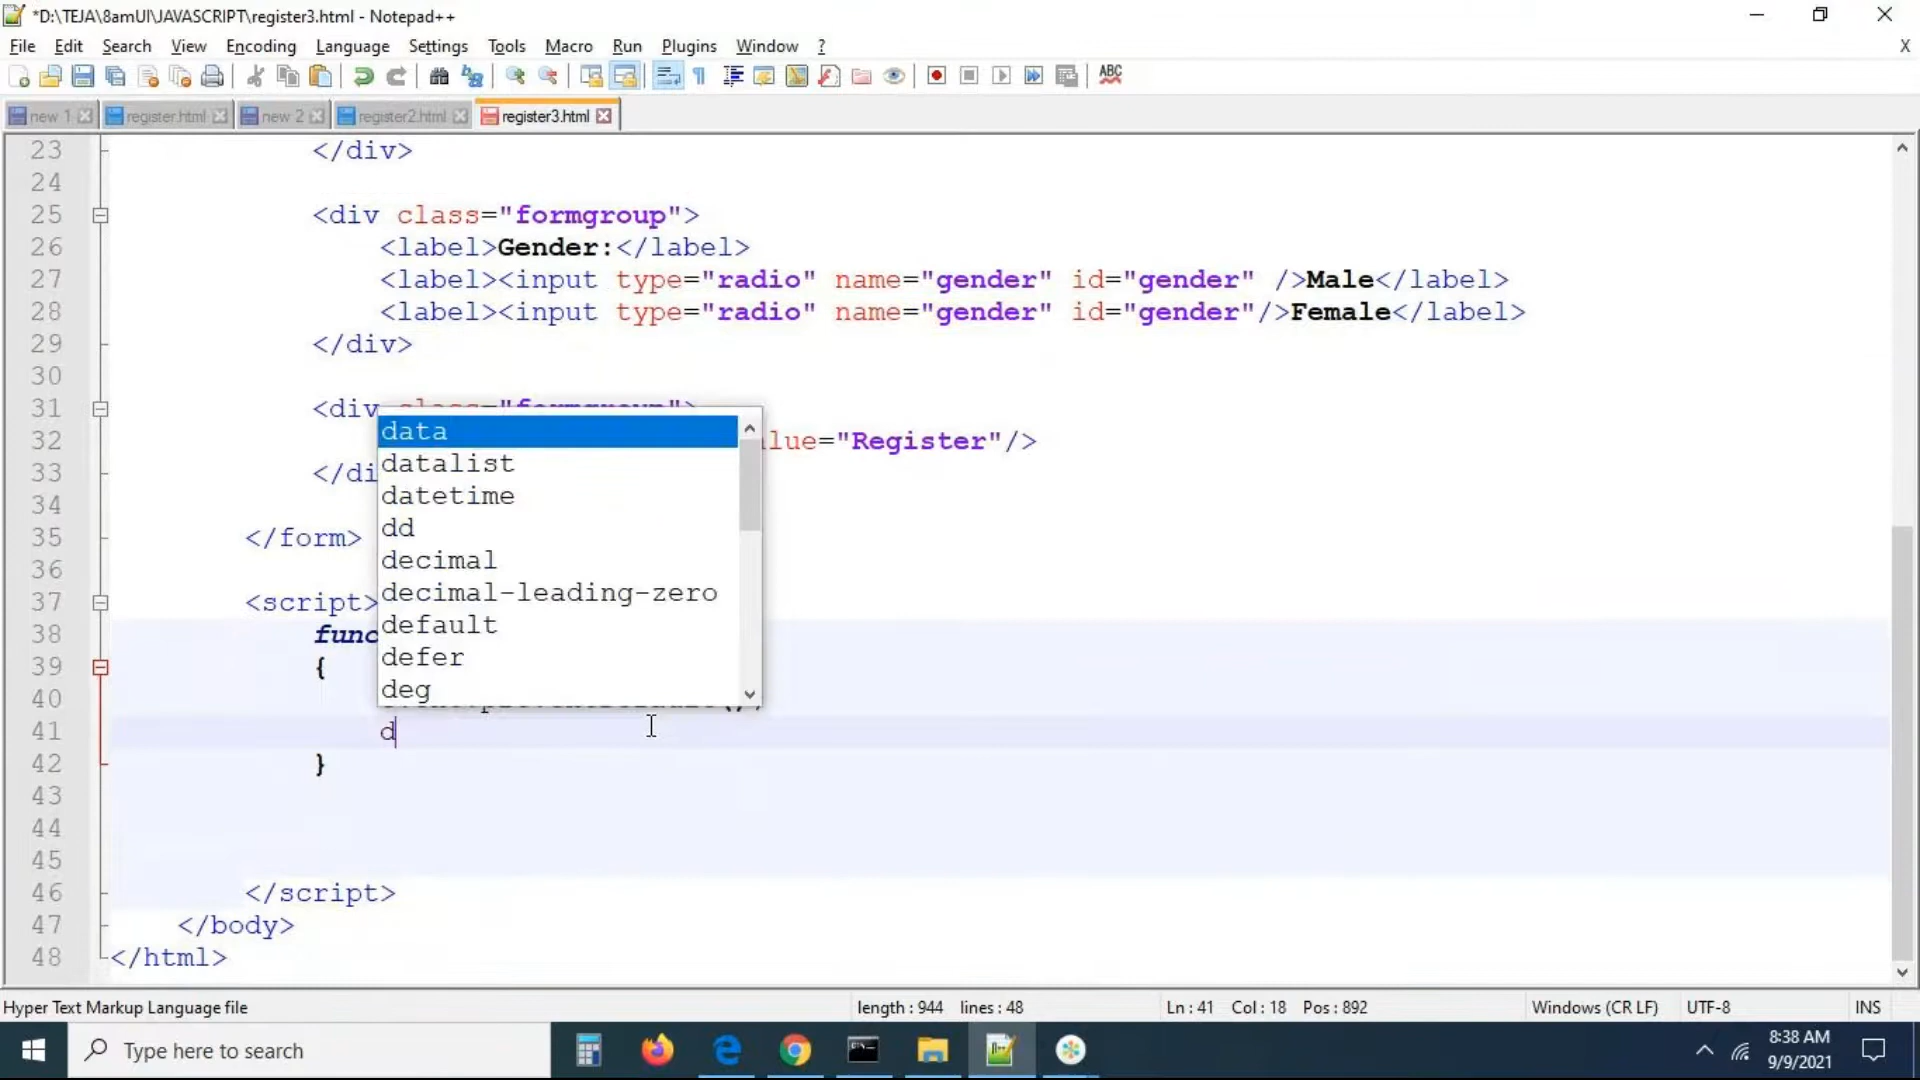 *D:\TEJA\8amUI\JAVASCRIPT\register3.html - Notepad++
File Edit Search View Encoding Language Settings Tools Macro Run Plugins Window ? X
ABC
new 1 register.html new 2 register2.html register3.html
23 </div>
24
25 <div class="formgroup">
26 <label>Gender:</label>
27 <label><input type="radio" name="gender" id="gender" />Male</label>
28 <label><input type="radio" name="gender" id="gender"/>Female</label>
29 </div>
30
31 <div
data
32 lue="Register"/>
datalist
33 </di
datetime
34
dd
35 </form>
decimal
36
decimal-leading-zero
37 <script>
default
38 func
defer
39 {
deg
40
41 d
42 }
43
44
45
46 </script>
47 </body>
48 </html>
Hyper Text Markup Language file length : 944 lines : 48 Ln : 41 Col : 18 Pos : 892 Windows (CR LF) UTF-8 INS
Type here to search
8:38 AM
9/9/2021